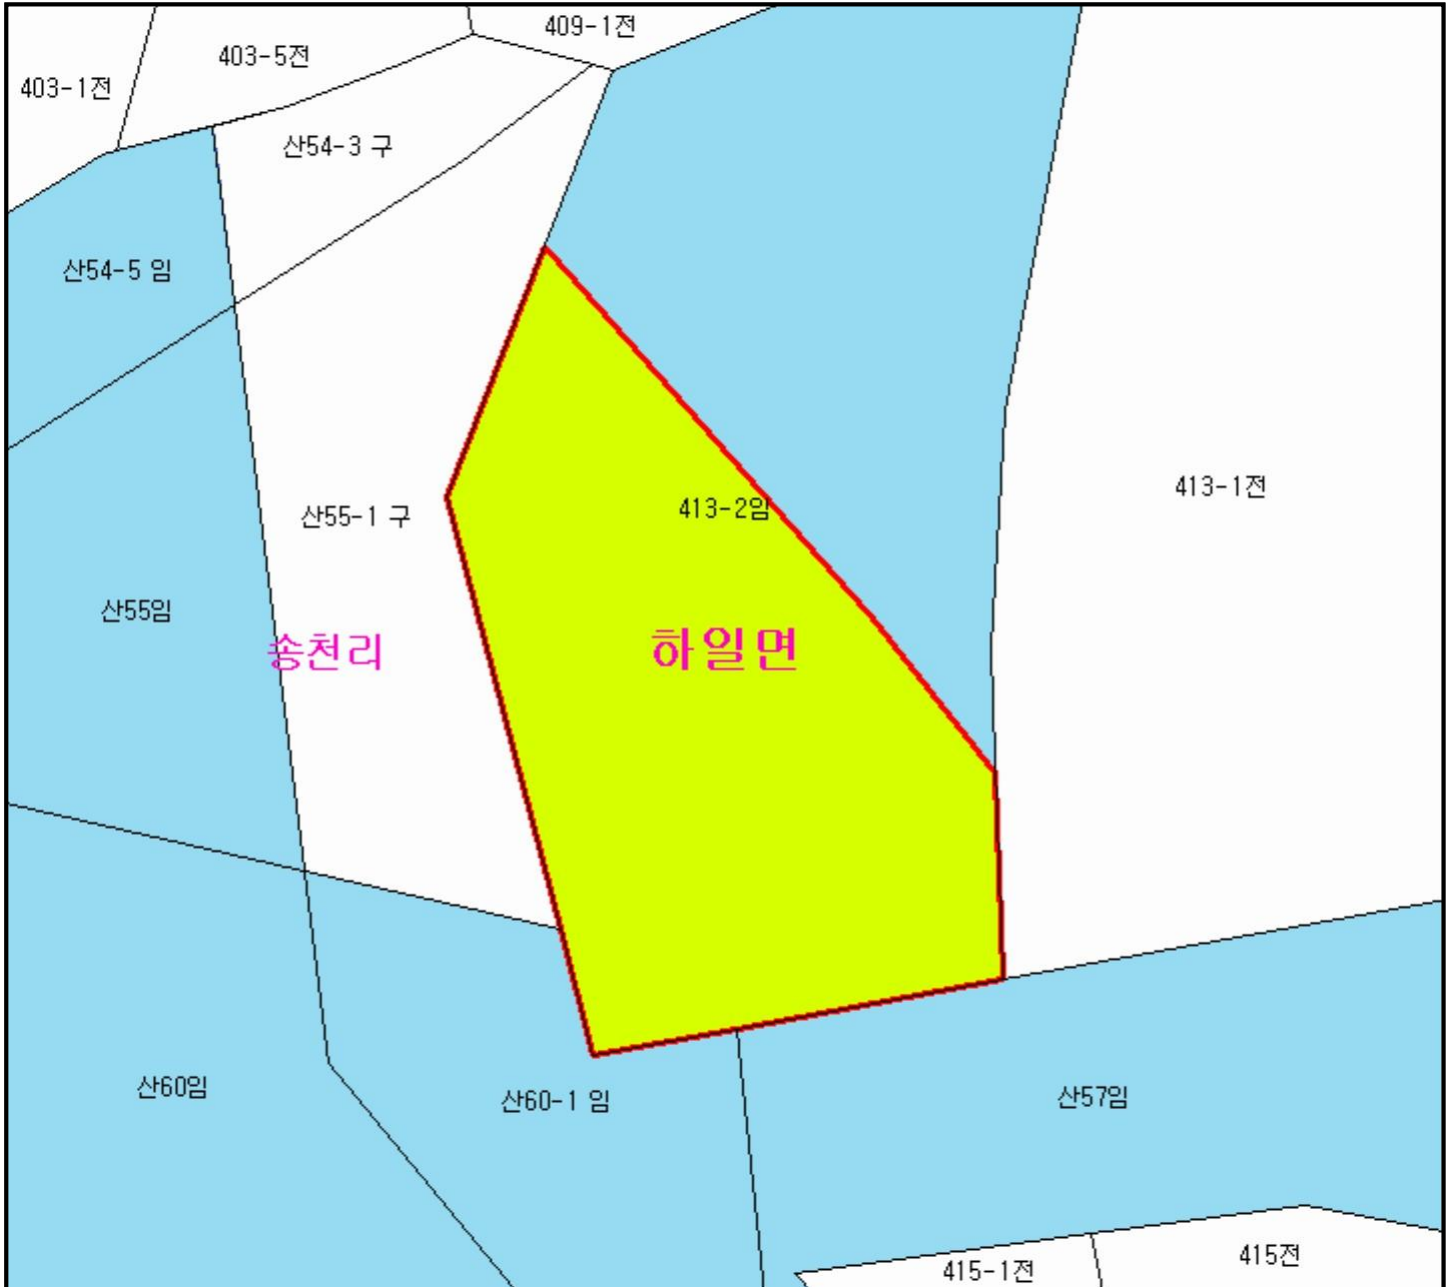 409-1전
403-5전
403-1전
산54-3 구
산54-5 임
413-1전
413-2임
산55-1 구
산55임
송천리
하일면
산60임
산60-1 임
산57임
415전
415-1전